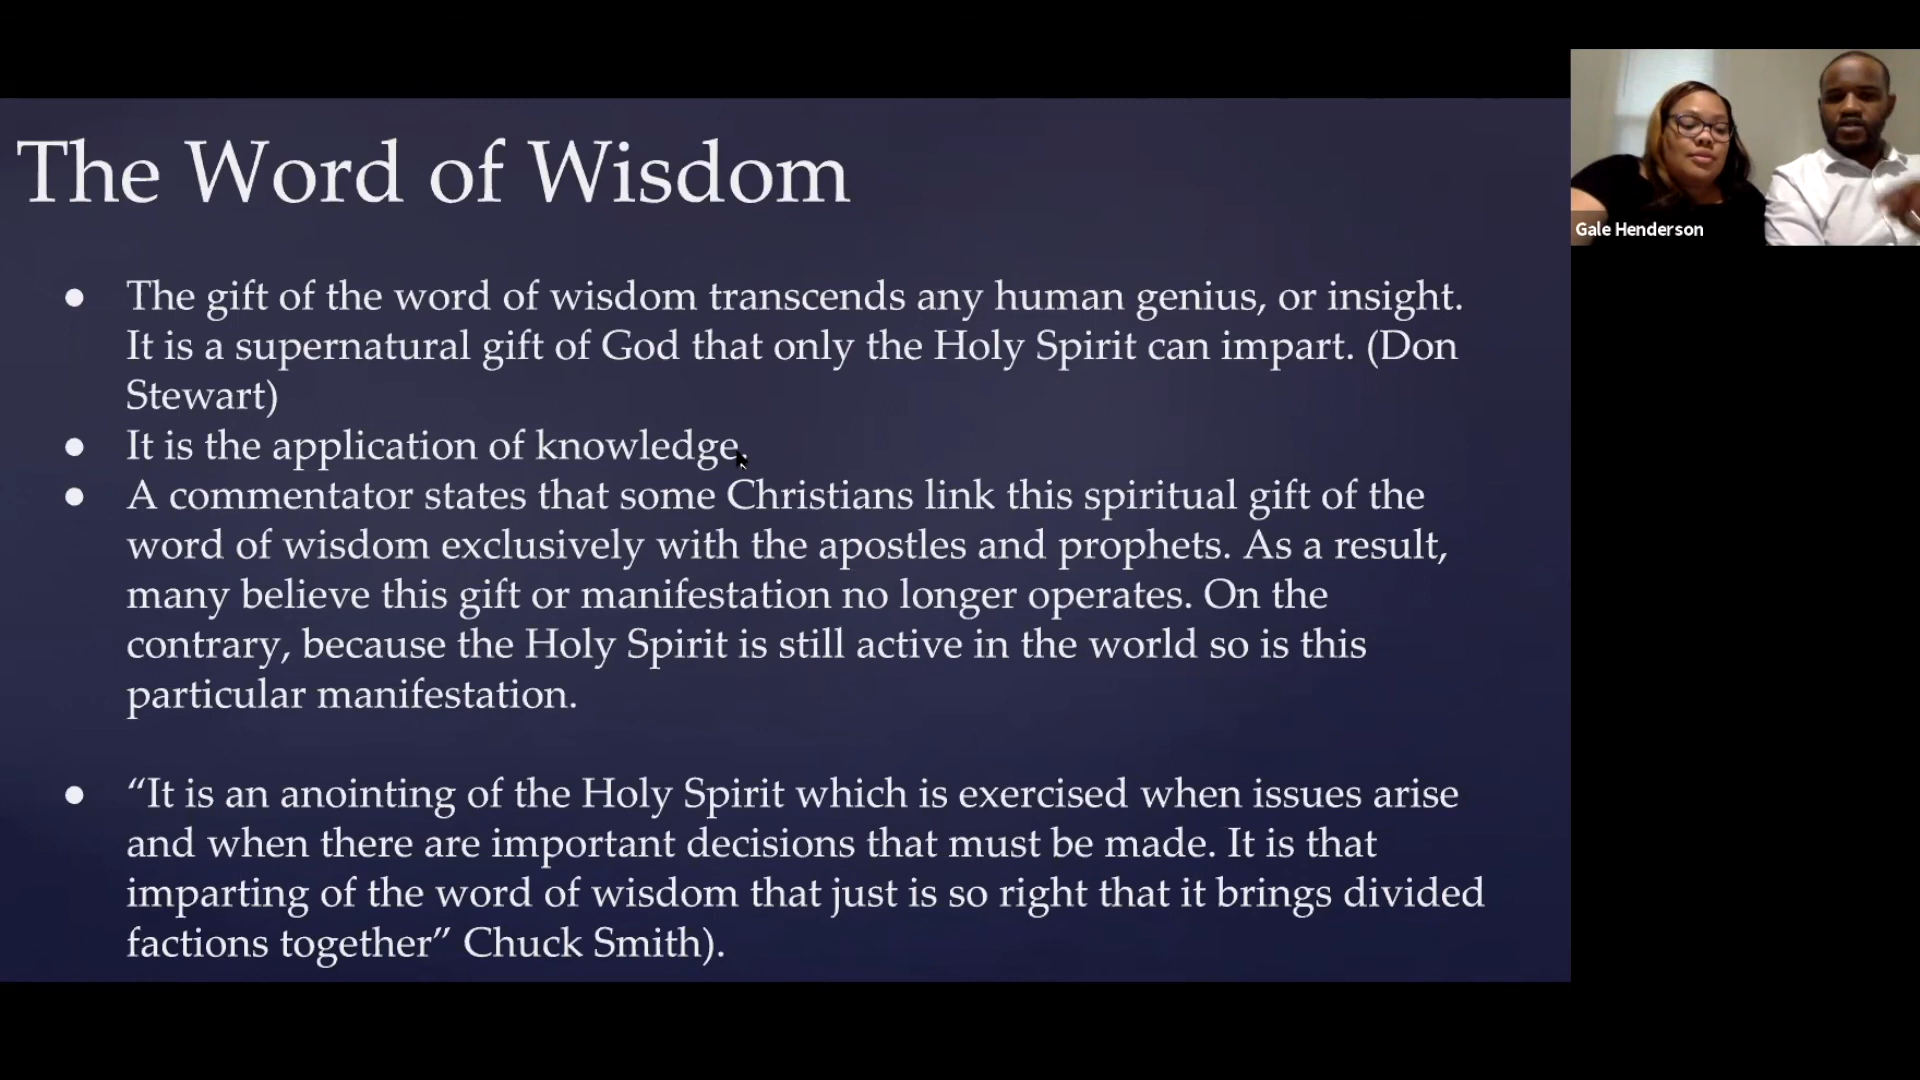 The Word of Wisdom
● The gift of the word of wisdom transcends any human genius, or insight.
It is a supernatural gift of God that only the Holy Spirit can impart. (Don
Stewart)
● It is the application of knowledge.
● A commentator states that some Christians link this spiritual gift of the
word of wisdom exclusively with the apostles and prophets. As a result,
many believe this gift or manifestation no longer operates. On the
contrary, because the Holy Spirit is still active in the world so is this
particular manifestation.
● “It is an anointing of the Holy Spirit which is exercised when issues arise
and when there are important decisions that must be made. It is that
imparting of the word of wisdom that just is so right that it brings divided
factions together” Chuck Smith).
Gale Henderson